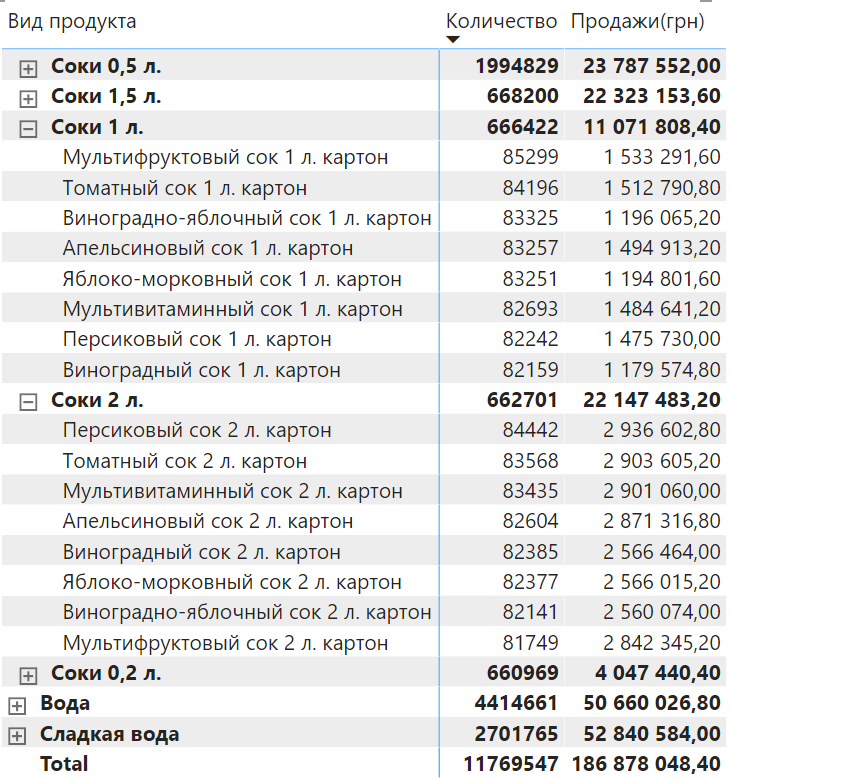 Вид продукта Количество Продажи(грн)
Соки 0,5 л. 1994829 23 787 552,00
Соки 1,5 л. 668200 22 323 153,60
Соки 1 л. 666422 11 071 808,40
Мультифруктовый сок 1 л. картон 85299 1 533 291,60
Томатный сок 1 л. картон 84196 1 512 790,80
Виноградно-яблочный сок 1 л. картон 83325 1 196 065,20
Апельсиновый сок 1 л. картон 83257 1 494 913,20
Яблоко-морковный сок 1 л. картон 83251 1 194 801,60
Мультивитаминный сок 1 л. картон 82693 1 484 641,20
Персиковый сок 1 л. картон 82242 1 475 730,00
Виноградный сок 1 л. картон 82159 1 179 574,80
Соки 2 л. 662701 22 147 483,20
Персиковый сок 2 л. картон 84442 2 936 602,80
Томатный сок 2 л. картон 83568 2 903 605,20
Мультивитаминный сок 2 л. картон 83435 2 901 060,00
Апельсиновый сок 2 л. картон 82604 2 871 316,80
Виноградный сок 2 л. картон 82385 2 566 464,00
Яблоко-морковный сок 2 л. картон 82377 2 566 015,20
Виноградно-яблочный сок 2 л. картон 82141 2 560 074,00
Мультифруктовый сок 2 л. картон 81749 2 842 345,20
Соки 0,2 л. 660969 4 047 440,40
Вода 4414661 50 660 026,80
Сладкая вода 2701765 52 840 584,00
Total 11769547 186 878 048,40